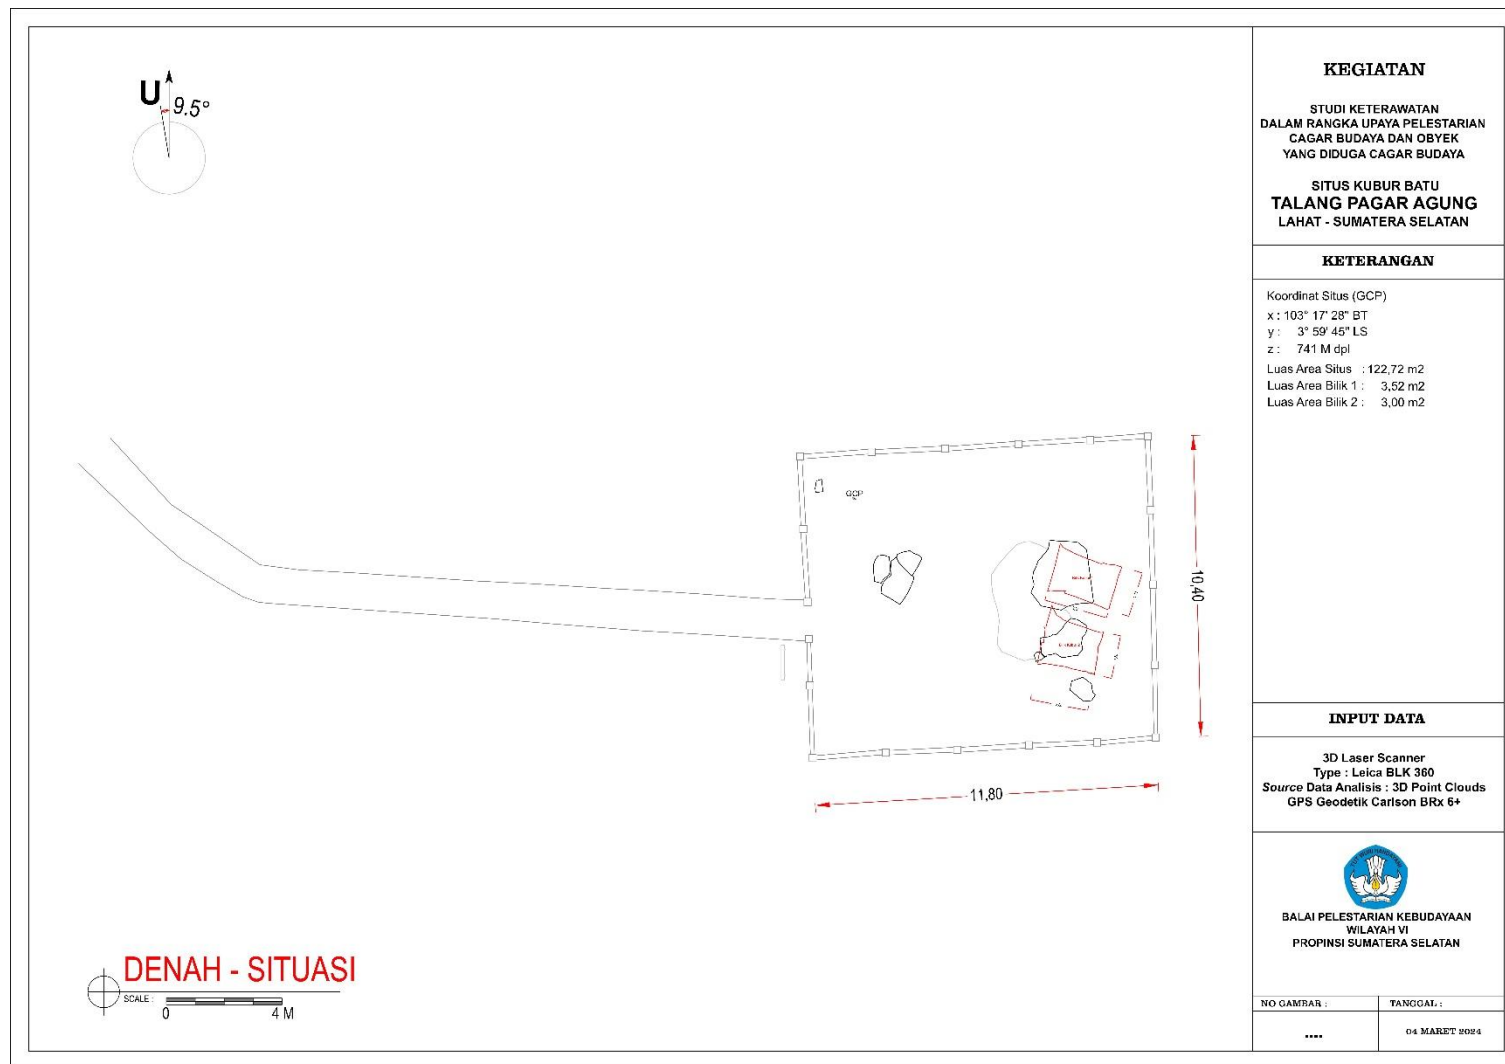 U
9.5°
GCP
10,40
11,80
DENAH - SITUASI
SCALE :
0
4 M
KEGIATAN
STUDI KETERAWATAN
DALAM RANGKA UPAYA PELESTARIAN
CAGAR BUDAYA DAN OBYEK
YANG DIDUGA CAGAR BUDAYA
SITUS KUBUR BATU
TALANG PAGAR AGUNG
LAHAT - SUMATERA SELATAN
KETERANGAN
Koordinat Situs (GCP)
x : 103° 17' 28" BT
y : 3° 59' 45" LS
z : 741 M dpl
Luas Area Situs : 122,72 m2
Luas Area Bilik 1 : 3,52 m2
Luas Area Bilik 2 : 3,00 m2
INPUT DATA
3D Laser Scanner
Type : Leica BLK 360
Source Data Analisis : 3D Point Clouds
GPS Geodetik Carlson BRx 6+
BALAI PELESTARIAN KEBUDAYAAN
WILAYAH VI
PROPINSI SUMATERA SELATAN
NO GAMBAR :
TANGGAL :
....
04 MARET 2024